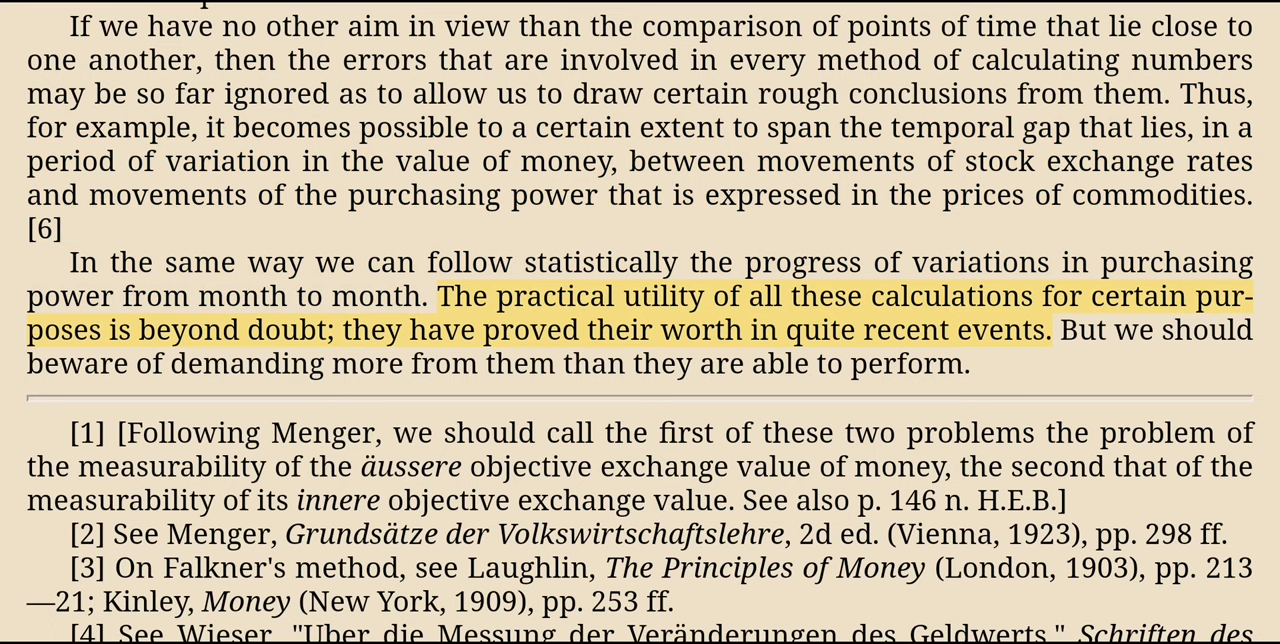 If we have no other aim in view than the comparison of points of time that lie close to
one another, then the errors that are involved in every method of calculating numbers
may be so far ignored as to allow us to draw certain rough conclusions from them. Thus,
for example, it becomes possible to a certain extent to span the temporal gap that lies, in a
period of variation in the value of money, between movements of stock exchange rates
and movements of the purchasing power that is expressed in the prices of commodities.
[6]
In the same way we can follow statistically the progress of variations in purchasing
power from month to month. The practical utility of all these calculations for certain pur-
poses is beyond doubt; they have proved their worth in quite recent events. But we should
beware of demanding more from them than they are able to perform.
[1] [Following Menger, we should call the first of these two problems the problem of
the measurability of the äussere objective exchange value of money, the second that of the
measurability of its innere objective exchange value. See also p. 146 n. H.E.B.]
[2] See Menger, Grundsätze der Volkswirtschaftslehre, 2d ed. (Vienna, 1923), pp. 298 ff.
[3] On Falkner's method, see Laughlin, The Principles of Money (London, 1903), pp. 213
—21; Kinley, Money (New York, 1909), pp. 253 ff.
[4] See Wieser, "Uber die Messung der Veränderungen des Geldwerts," Schriften des